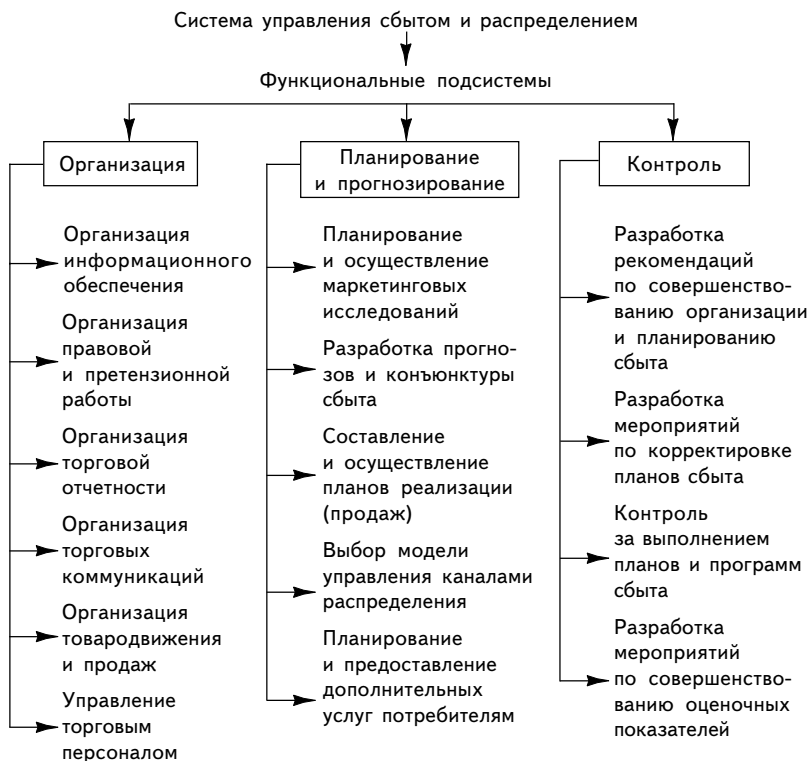 Система управления сбытом и распределением
Функциональные подсистемы
Организация
Организация
информационного
обеспечения
Организация
правовой
и претензионной
работы
Организация
торговой
отчетности
Организация
торговых
коммуникаций
Организация
товародвижения
и продаж
Управление
торговым
персоналом
Планирование
и прогнозирование
Планирование
и осуществление
маркетинговых
исследований
Разработка прогно-
зов и конъюнктуры
сбыта
Составление
и осуществление
планов реализации
(продаж)
Выбор модели
управления каналами
распределения
Планирование
и предоставление
дополнительных
услуг потребителям
Контроль
Разработка
рекомендаций
по совершенство-
ванию организации
и планированию
сбыта
Разработка
мероприятий
по корректировке
планов сбыта
Контроль
за выполнением
планов и программ
сбыта
Разработка
мероприятий
по совершенство-
ванию оценочных
показателей